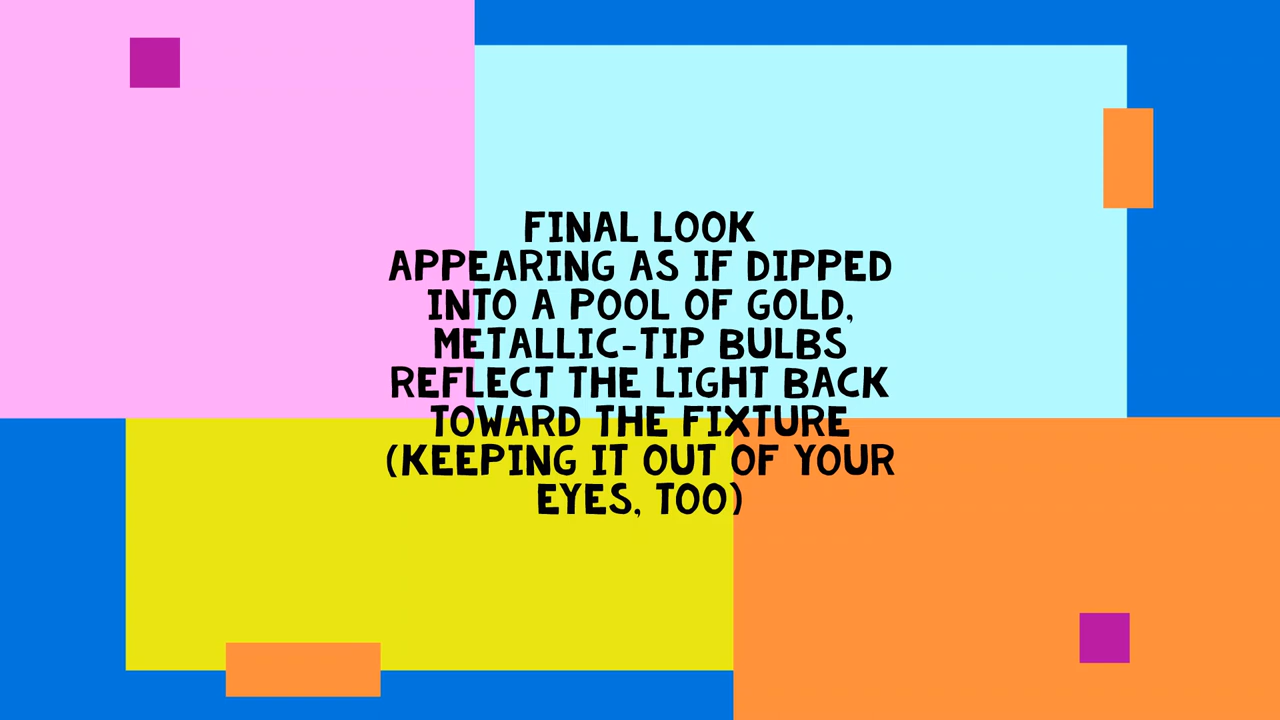 FINAL LOOK
APPEARING AS IF DIPPED
INTO A POOL OF GOLD,
METALLIC-TIP BULBS
REFLECT THE LIGHT BACK
TOWARD THE FIXTURE
(KEEPING IT OUT OF YOUR
EYES, TOO)